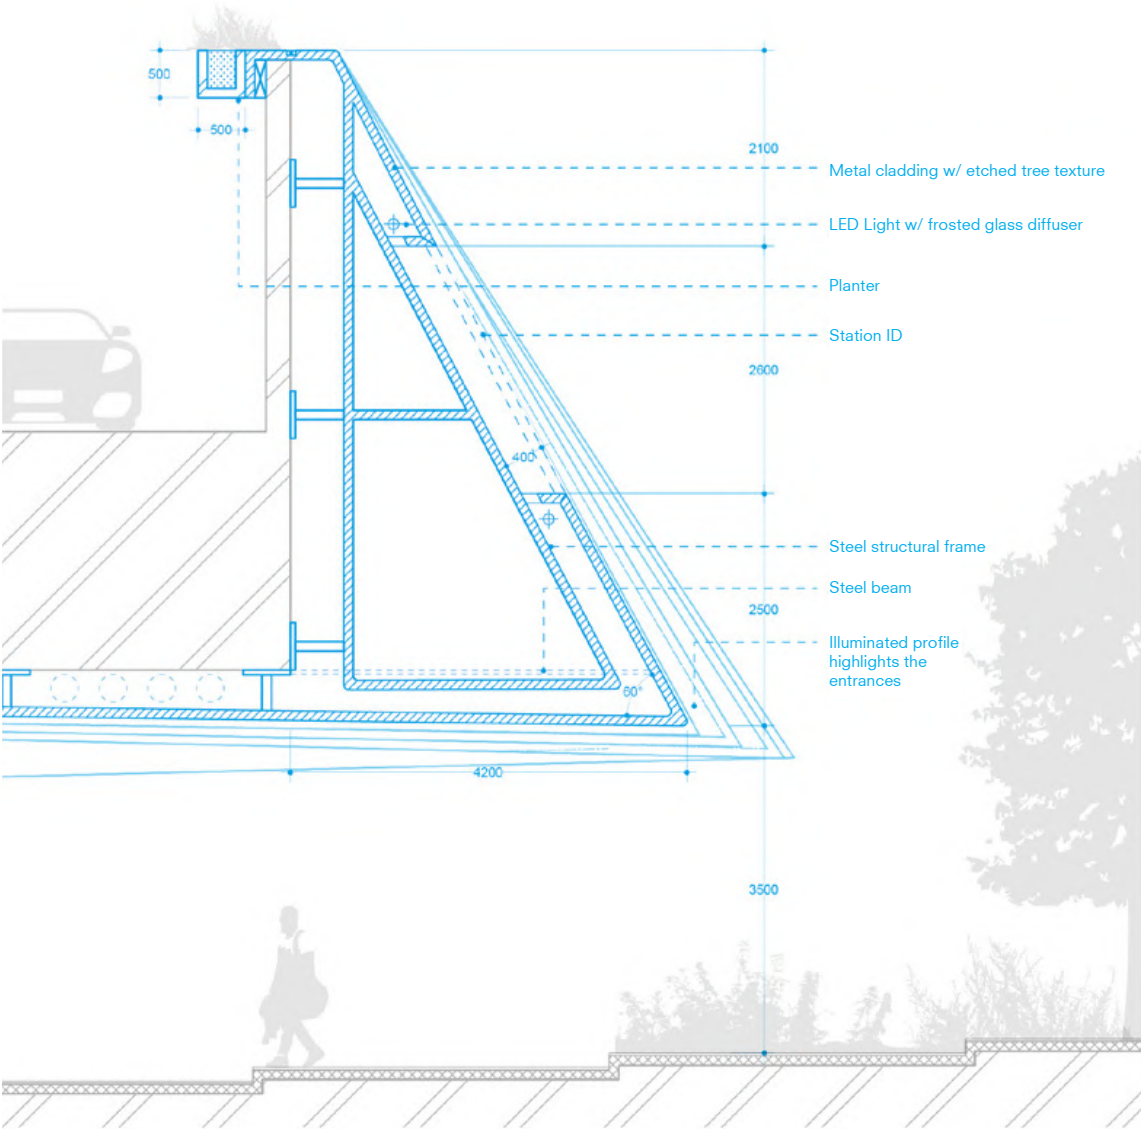 500
500
2100
Metal cladding w/ etched tree texture
LED Light w/ frosted glass diffuser
Planter
Station ID
2600
400
Steel structural frame
Steel beam
2500
Illuminated profile
highlights the
entrances
60°
4200
3500